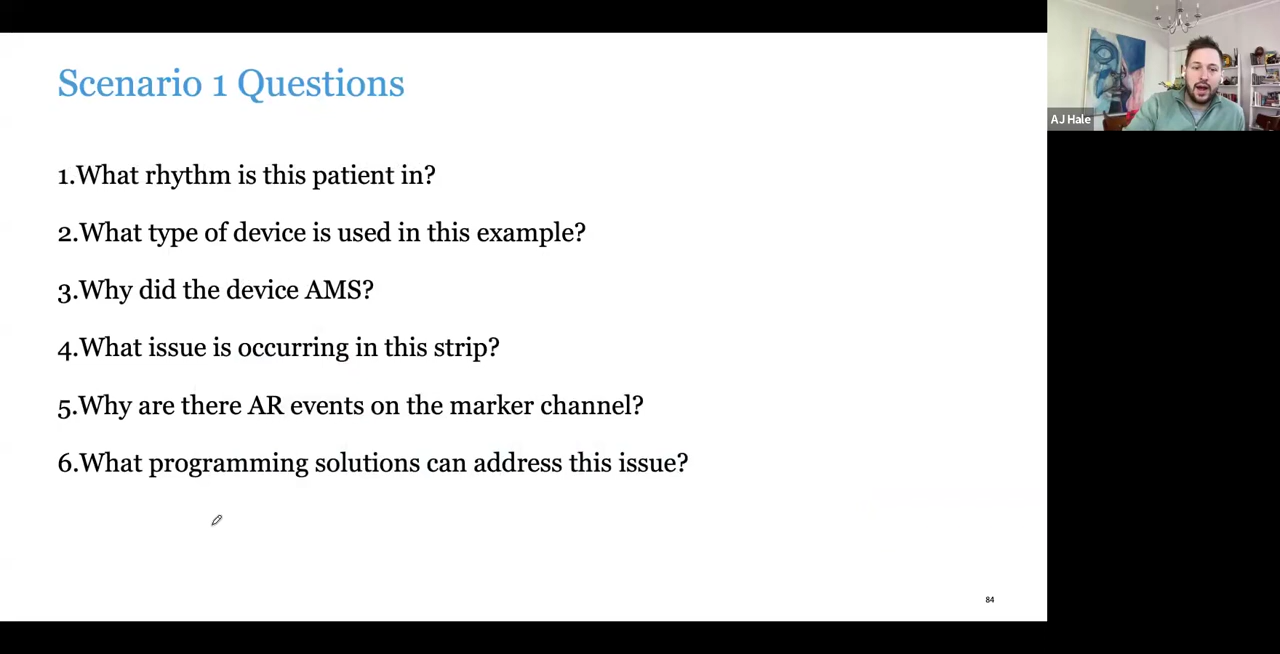 Scenario 1 Questions
AJ Hale
1.What rhythm is this patient in?
2.What type of device is used in this example?
3.Why did the device AMS?
4.What issue is occurring in this strip?
5.Why are there AR events on the marker channel?
6.What programming solutions can address this issue?
84